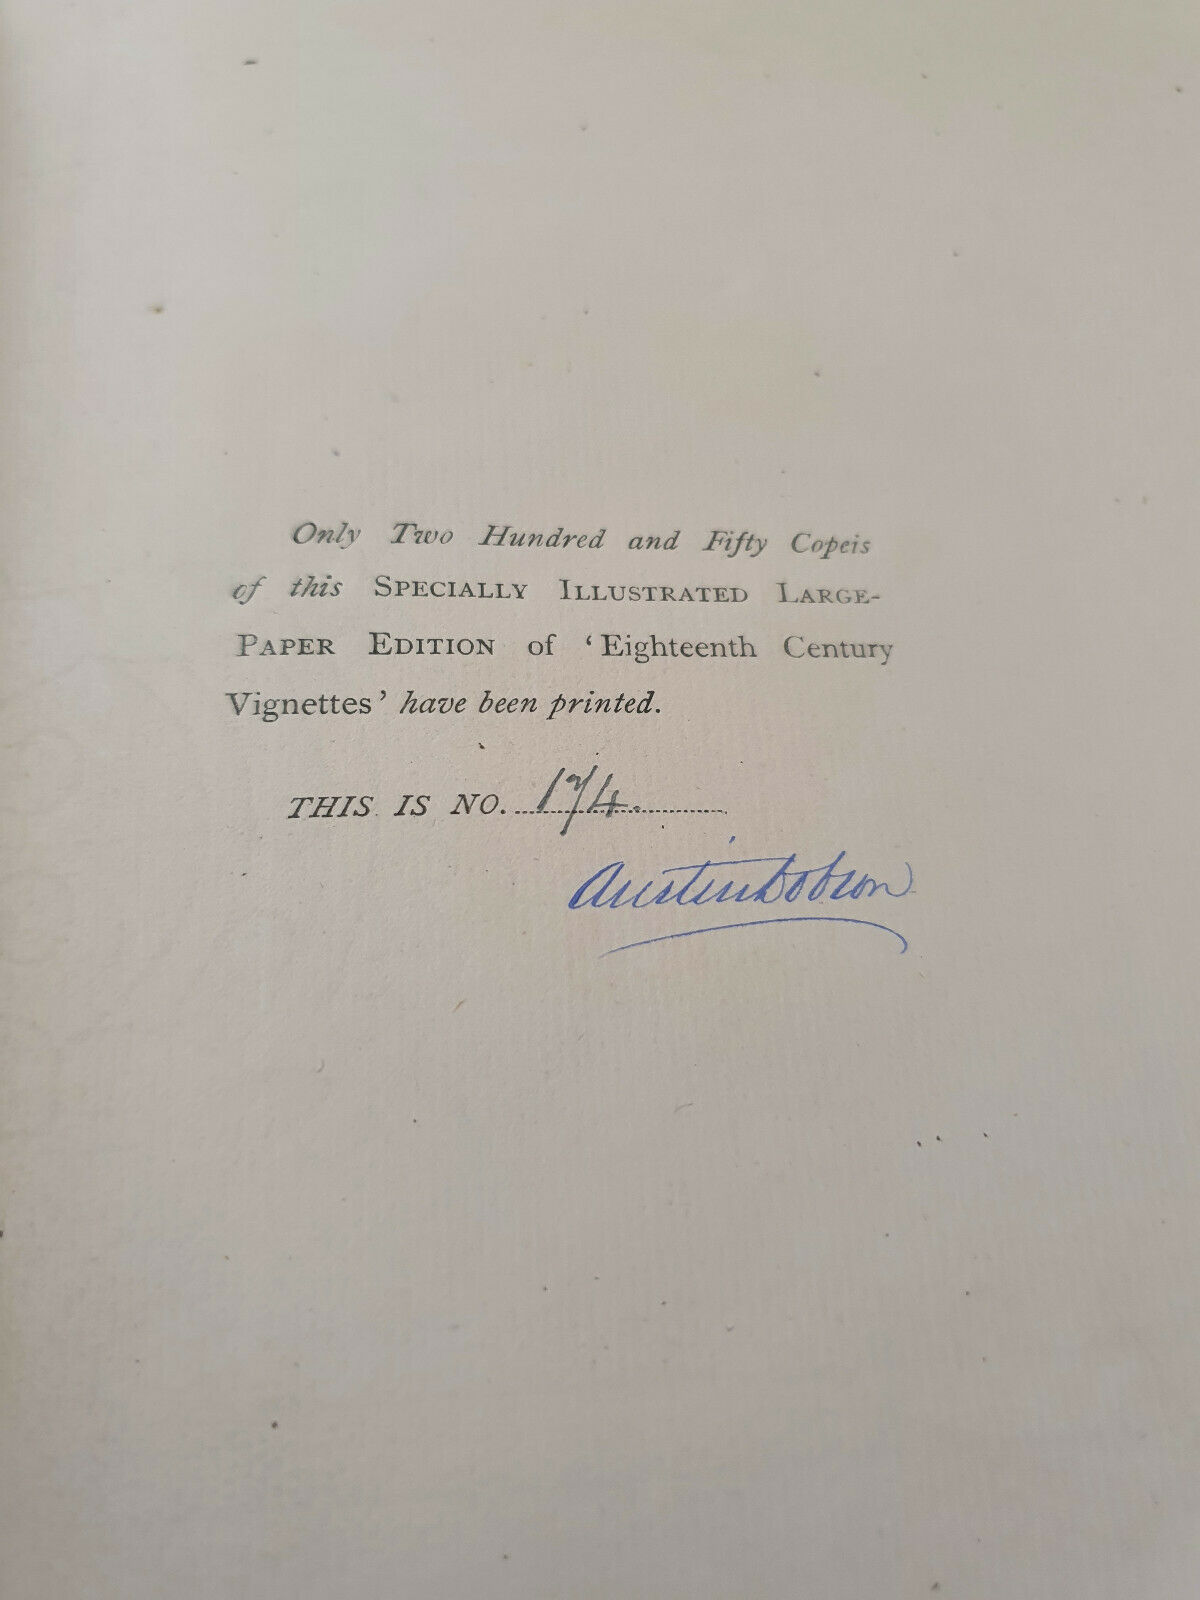 Only Two Hundred and Fifty Copeis
of this SPECIALLY ILLUSTRATED LARGE-
PAPER EDITION of ‘Eighteenth Century
Vignettes’ have been printed.
THIS IS NO. 174.
Austin Dobson